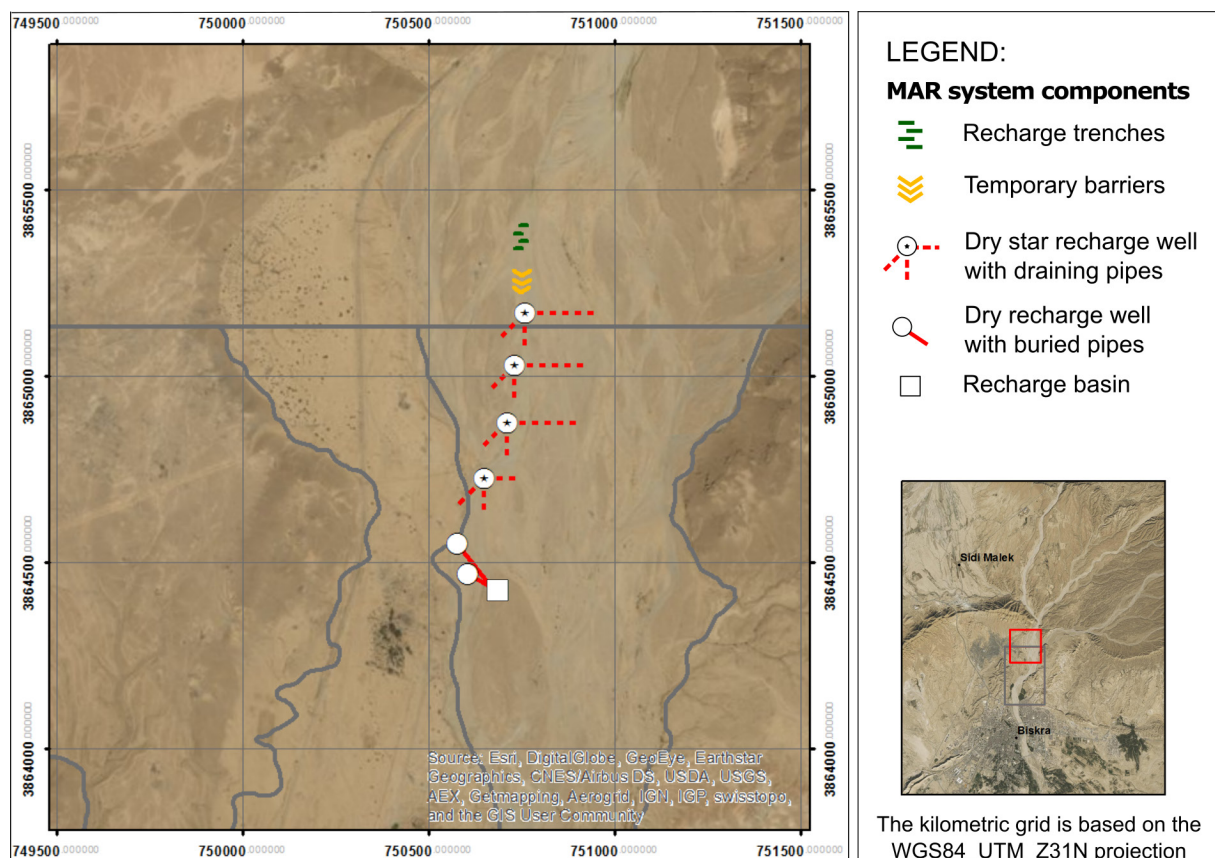 749500.000000 750000.000000 750500.000000 751000.000000 751500.000000
3865500.000000 3865500.000000
3865000.000000 3865000.000000
3864500.000000 3864500.000000
3864000.000000 3864000.000000
Source: Esri, DigitalGlobe, GeoEye, Earthstar
Geographics, CNES/Airbus DS, USDA, USGS,
AEX, Getmapping, Aerogrid, IGN, IGP, swisstopo,
and the GIS User Community
749500.000000 750000.000000 750500.000000 751000.000000 751500.000000
LEGEND:
MAR system components
Recharge trenches
Temporary barriers
Dry star recharge well
with draining pipes
Dry recharge well
with buried pipes
Recharge basin
Sidi Malek
Biskra
The kilometric grid is based on the
WGS84_UTM_Z31N projection